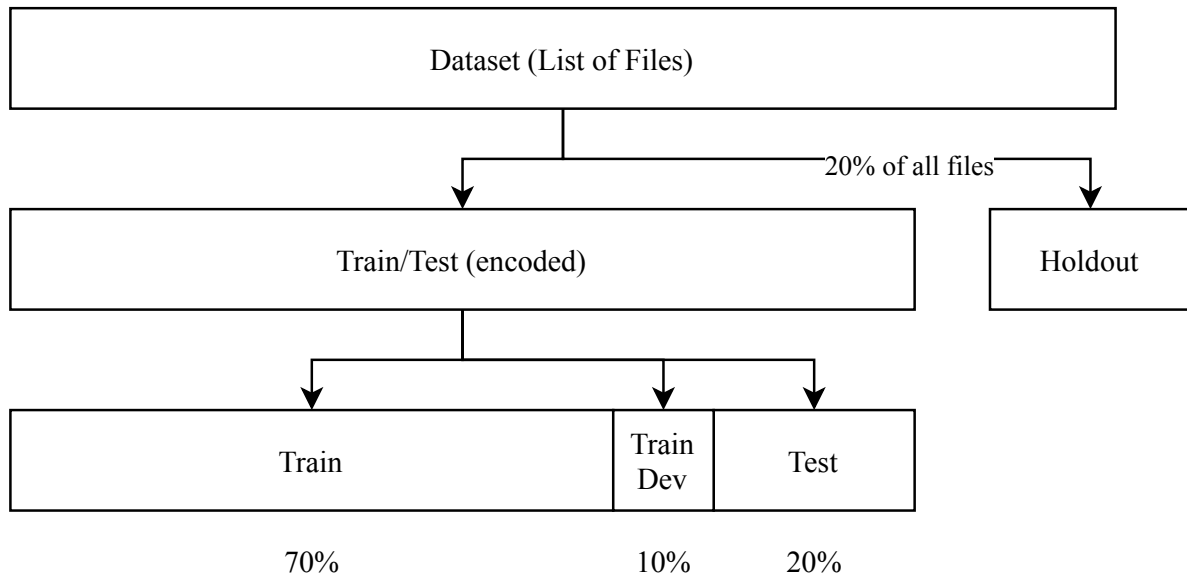 Dataset (List of Files)
20% of all files
Train/Test (encoded)
Holdout
Train
Train
Dev
Test
70%
10%
20%